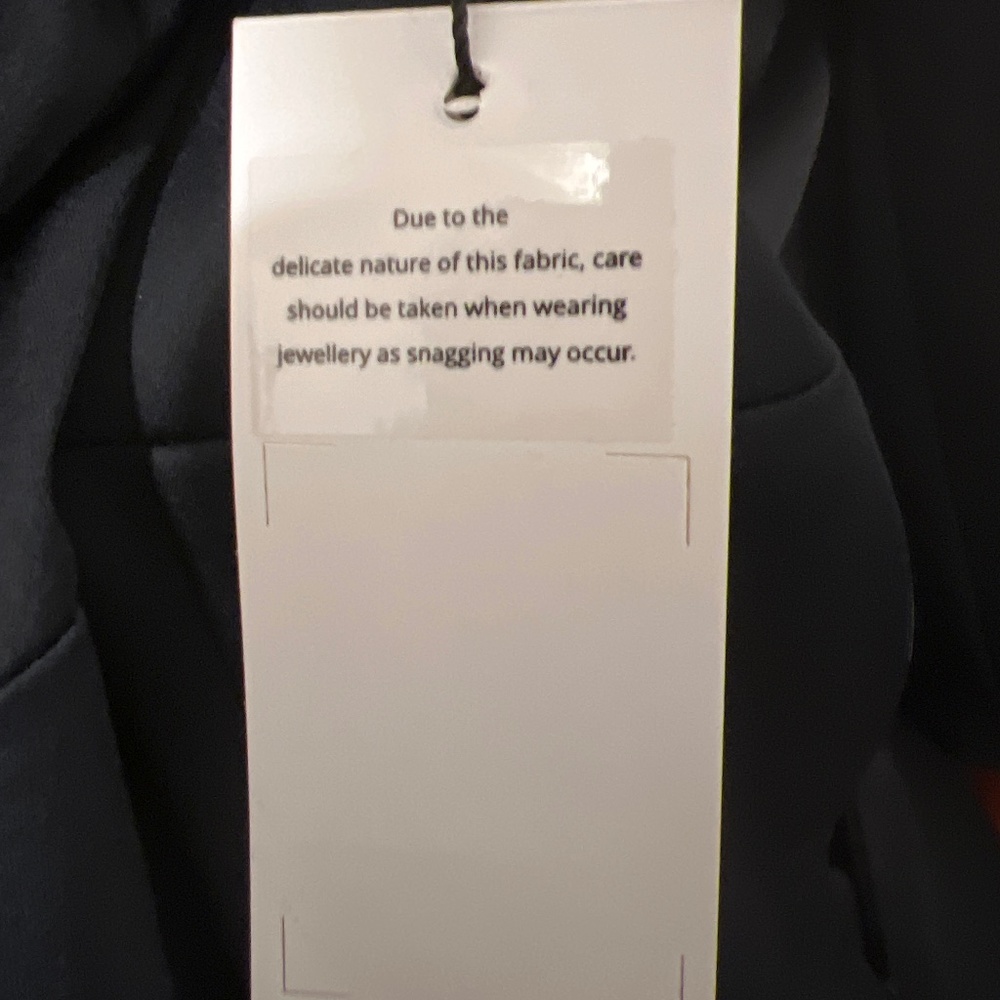 Due to the
delicate nature of this fabric, care
should be taken when wearing
jewellery as snagging may occur.